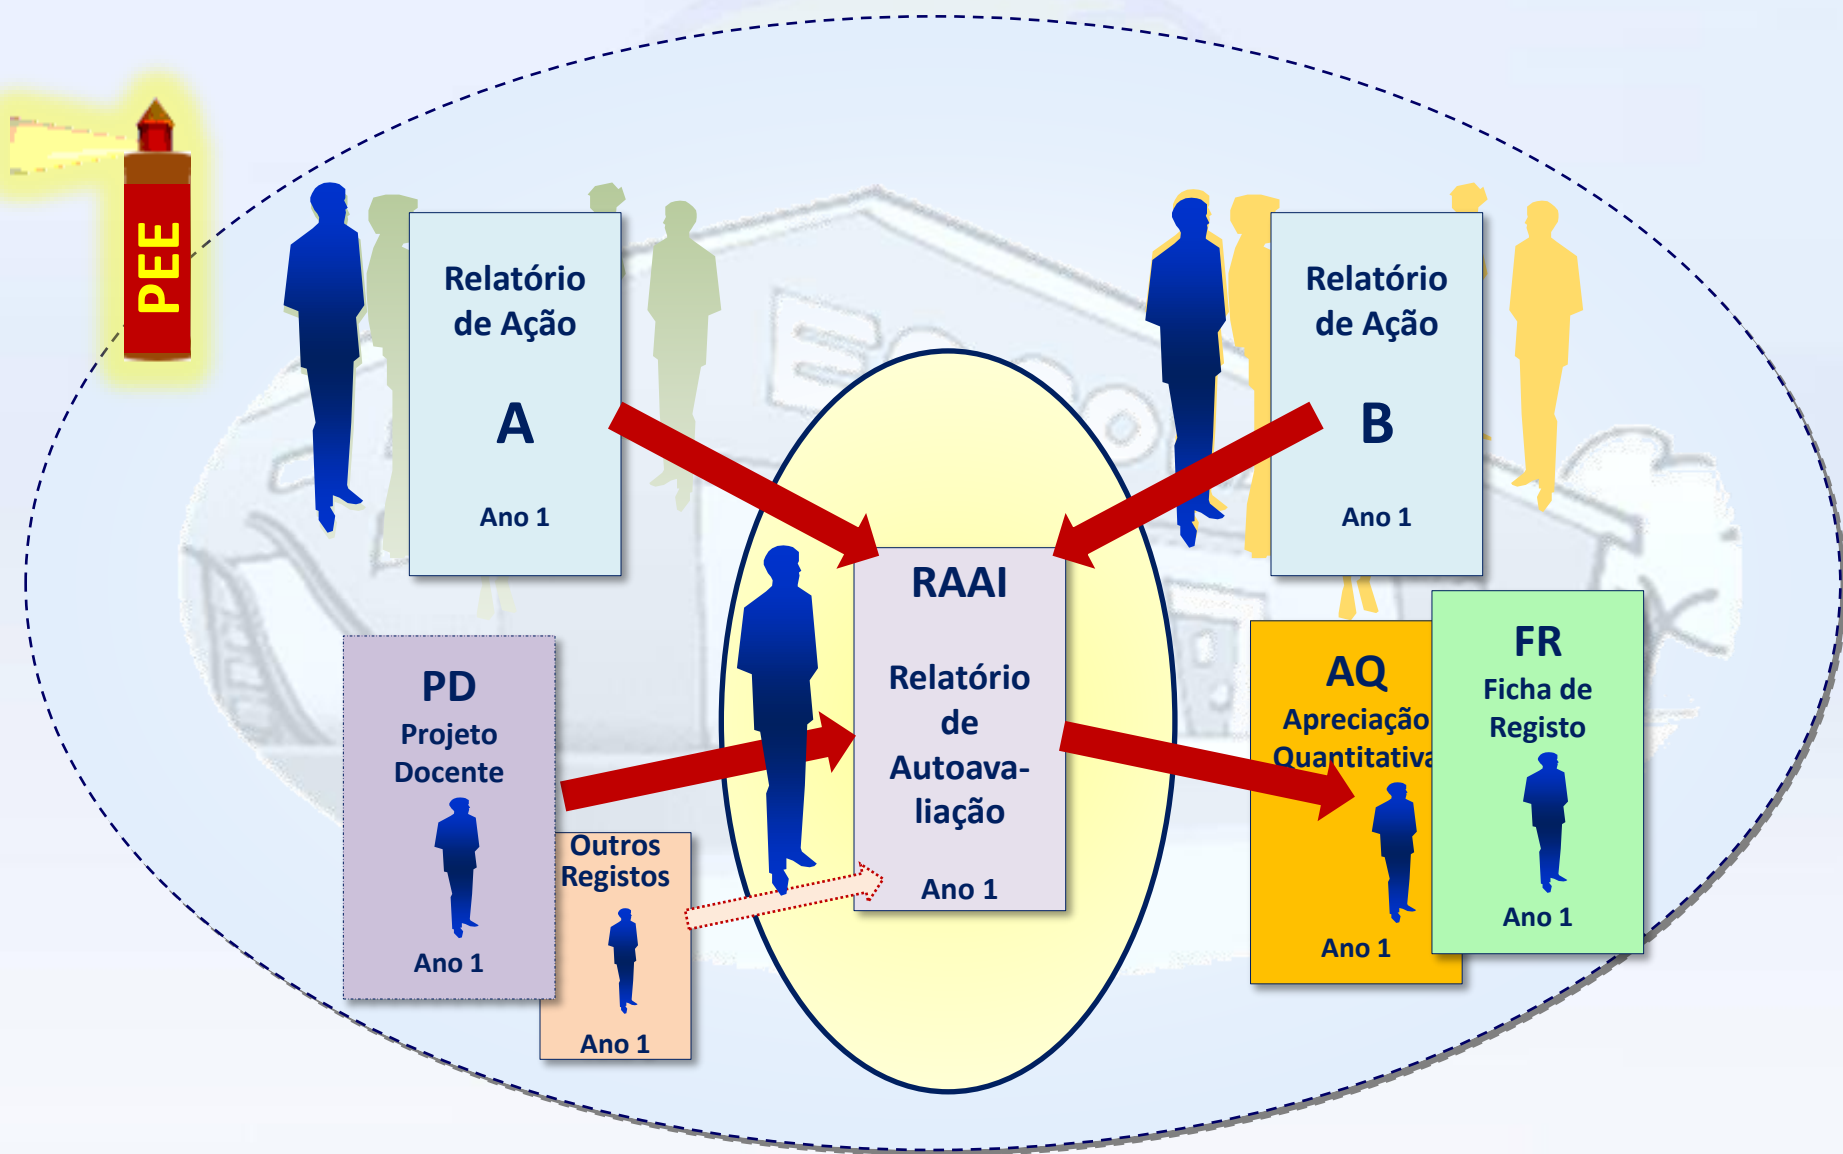 PEE
Relatório
de Ação
A
Ano 1
Relatório
de Ação
B
Ano 1
RAAI
Relatório
de
Autoava-
liação
Ano 1
PD
Projeto
Docente
Ano 1
Outros
Registos
Ano 1
AQ
Apreciação
Quantitativa
Ano 1
FR
Ficha de
Registo
Ano 1